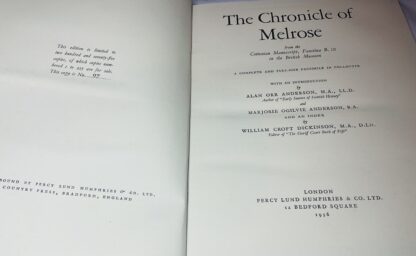 This edition is limited to
two hundred and seventy-five
copies, of which copies num-
bered 1 to 225 are for sale.
This copy is No.
BOUND BY PERCY LUND HUMPHRIES & CO. LTD.
COUNTRY PRESS, BRADFORD, ENGLAND
The Chronicle of
Melrose
from the
Cottonian Manuscript, Faustina B. IX
in the British Museum
A COMPLETE AND FULL-SIZE FACSIMILE IN COLLOTYPE
WITH AN INTRODUCTION
by
ALAN ORR ANDERSON, M.A., LL.D.
Author of "Early Sources of Scottish History"
and
MARJORIE OGILVIE ANDERSON, B.A.
AND AN INDEX
by
WILLIAM CROFT DICKINSON, M.A., D.Lit.
Editor of "The Sheriff Court Book of Fife"
LONDON
PERCY LUND HUMPHRIES & CO. LTD.
12 BEDFORD SQUARE
1936